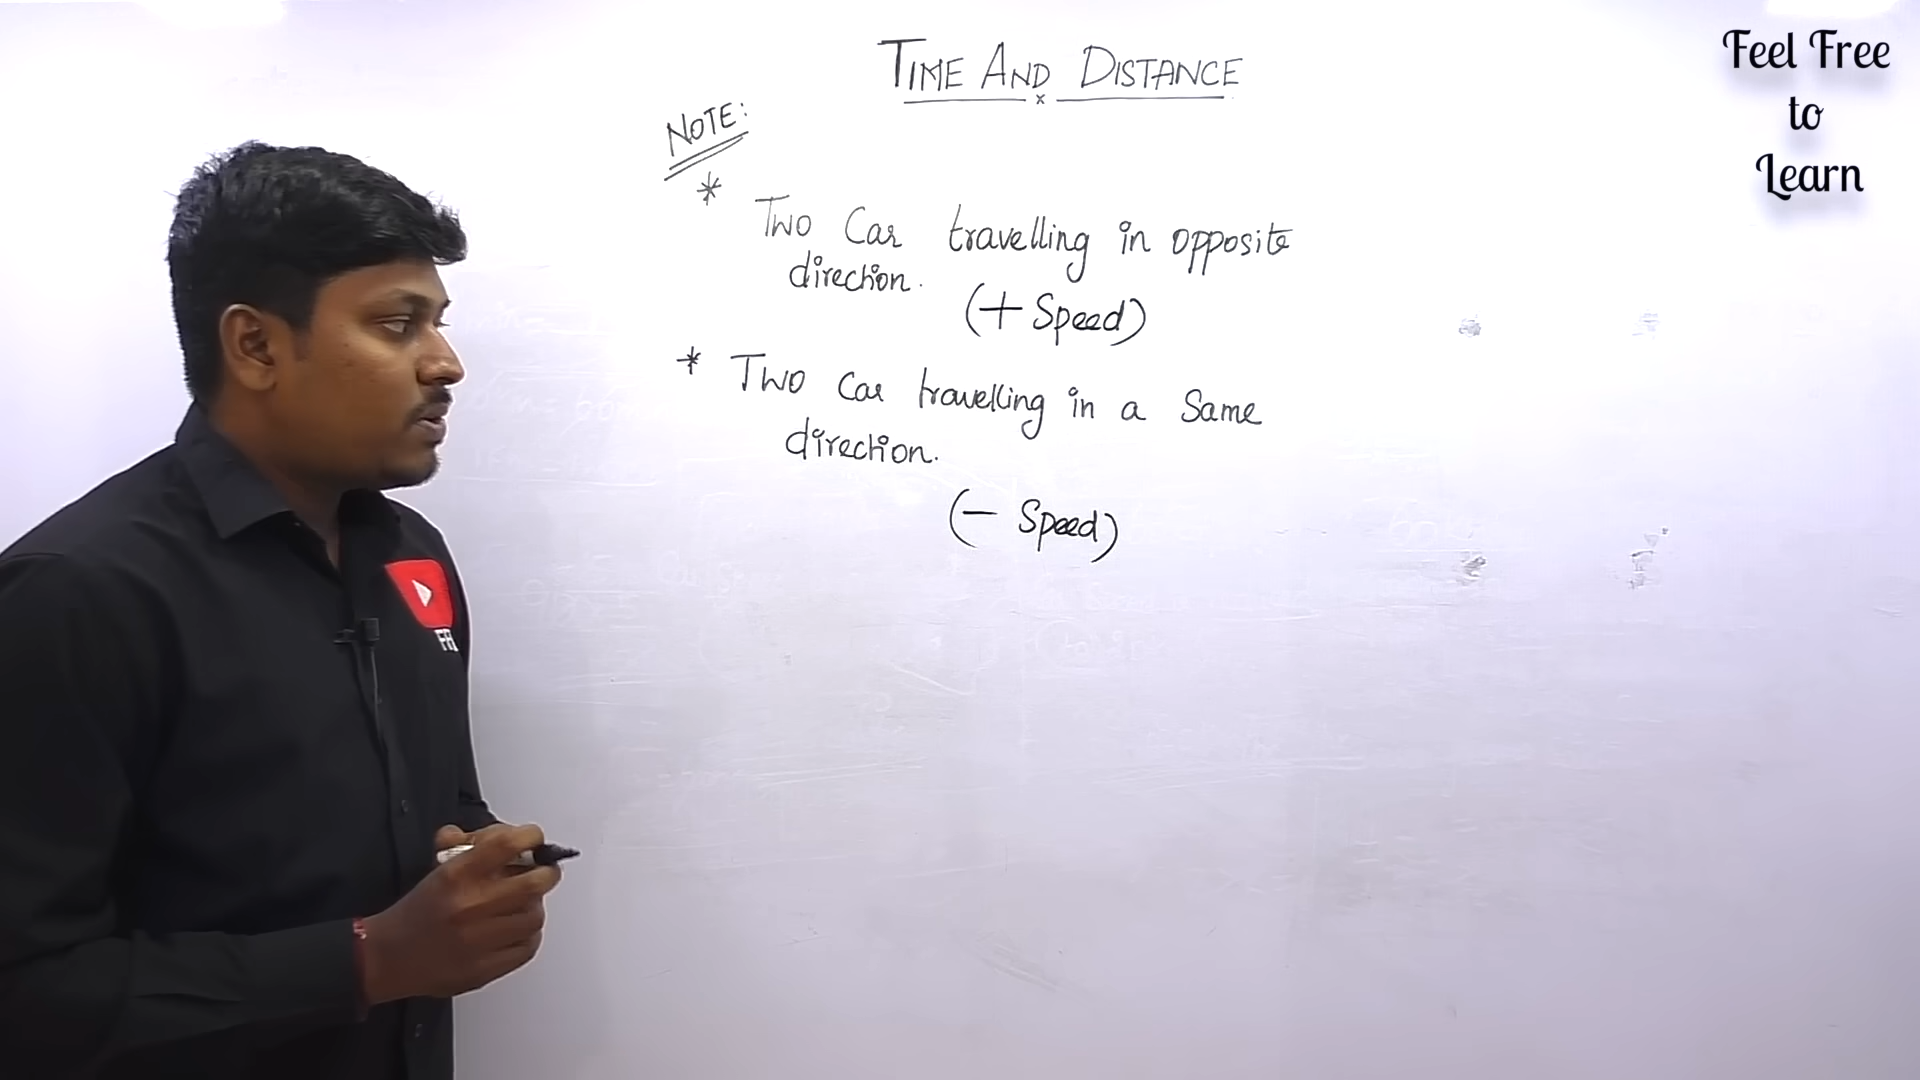 TIME AND DISTANCE
x
NOTE:
* Two Car travelling in opposite
direction.
(+ Speed)
* Two Car travelling in a Same
direction.
(- Speed)
Feel Free
to
Learn